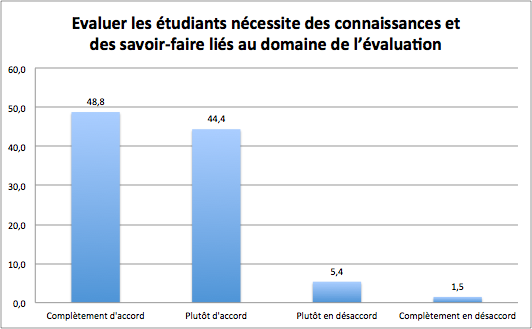 Evaluer les étudiants nécessite des connaissances et
des savoir-faire liés au domaine de l'évaluation
60,0
50,0
40,0
30,0
20,0
10,0
0,0
48,8
44,4
5,4
1,5
Complètement d'accord
Plutôt d'accord
Plutôt en désaccord
Complètement en désaccord